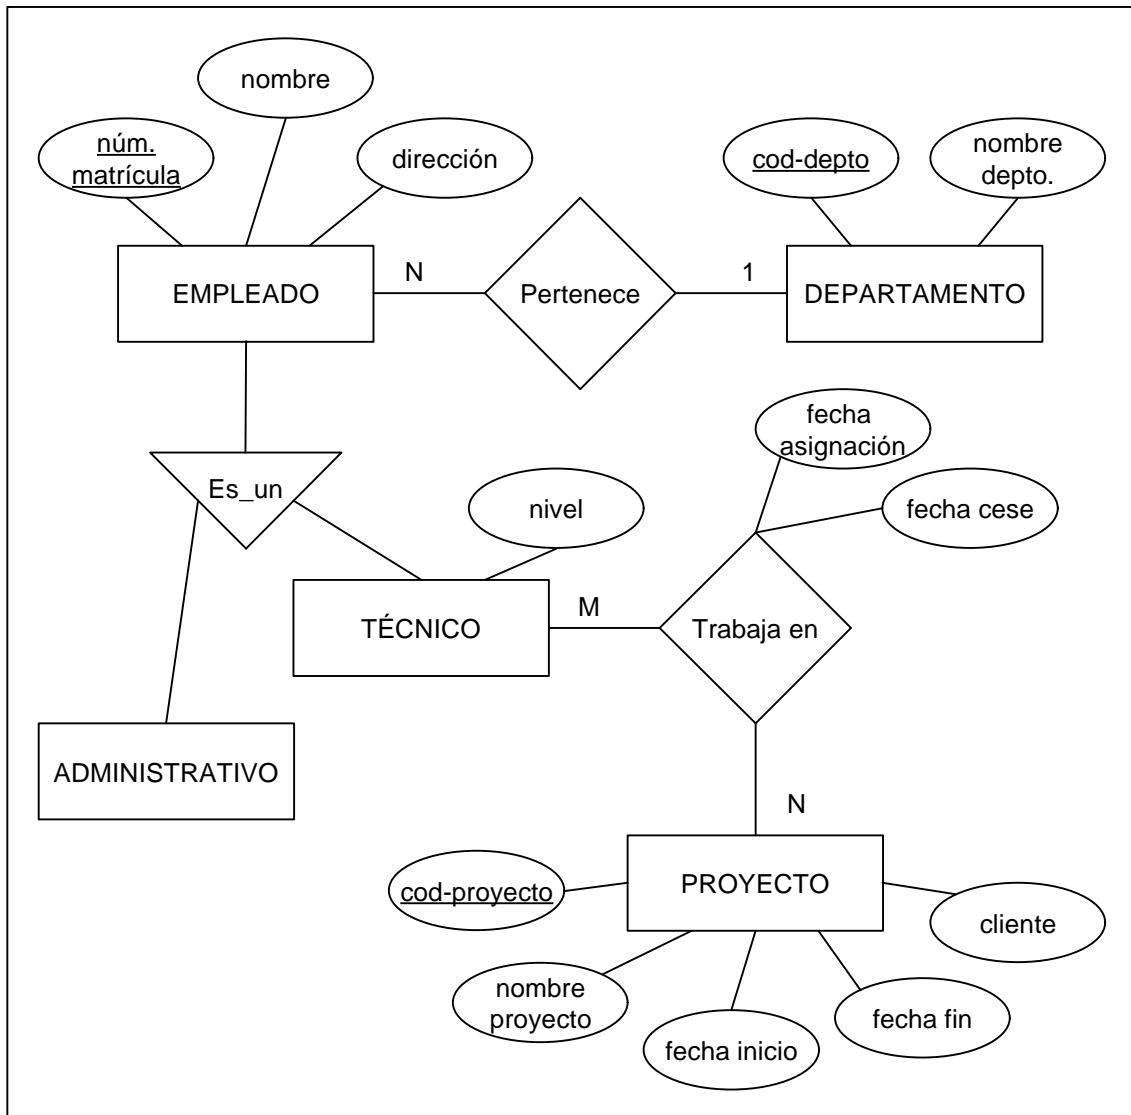 nombre
núm.
matrícula
dirección
cod-depto
nombre
depto.
EMPLEADO
N
Pertenece
1
DEPARTAMENTO
fecha
asignación
Es_un
nivel
fecha cese
TÉCNICO
M
Trabaja en
ADMINISTRATIVO
N
PROYECTO
cod-proyecto
cliente
nombre
proyecto
fecha inicio
fecha fin